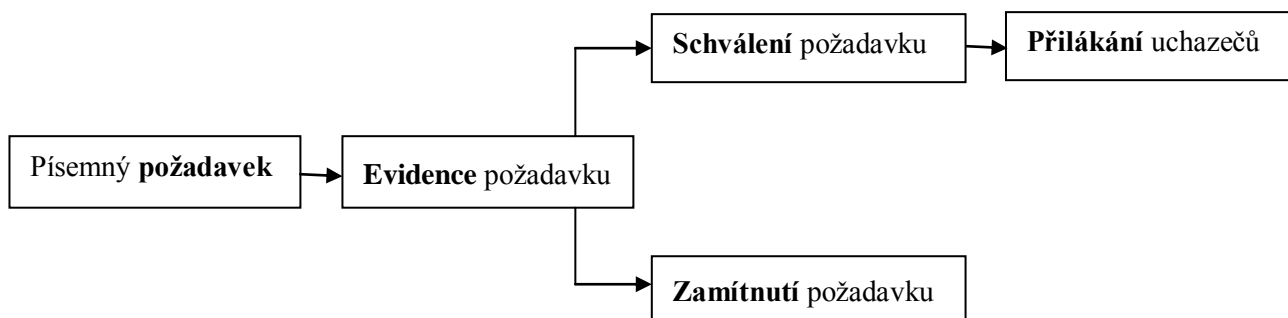 Schválení požadavku
Přilákání uchazečů
Písemný požadavek
Evidence požadavku
Zamítnutí požadavku